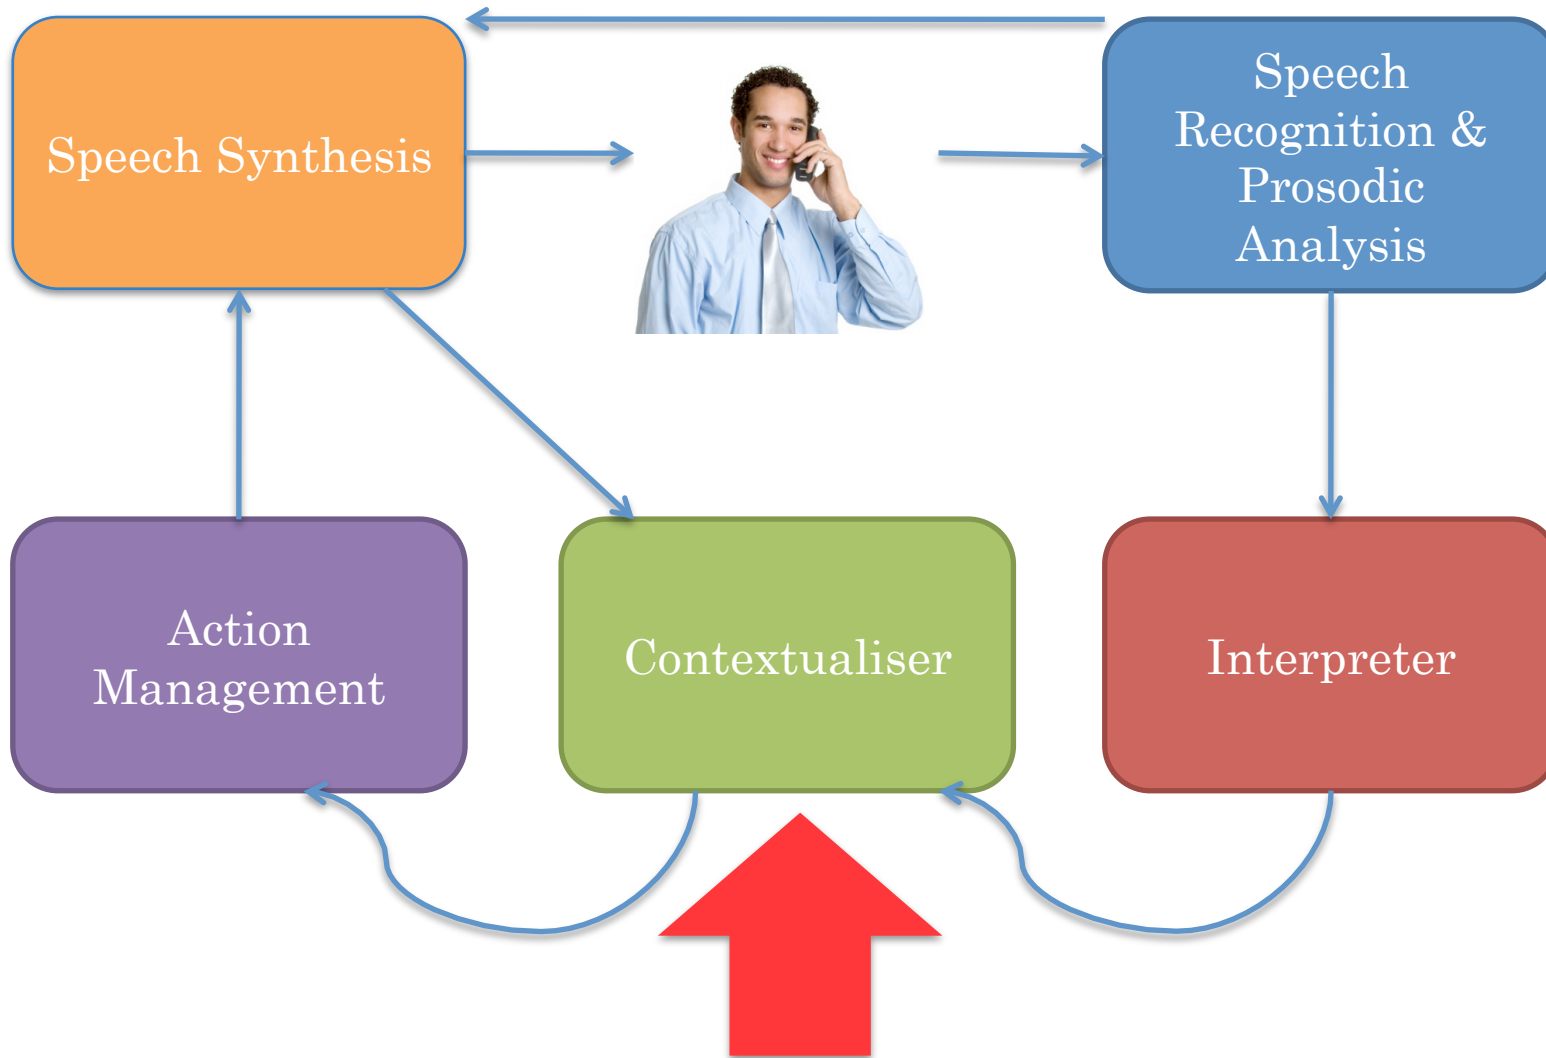 Speech Synthesis
Speech
Recognition &
Prosodic
Analysis
Action
Management
Contextualiser
Interpreter